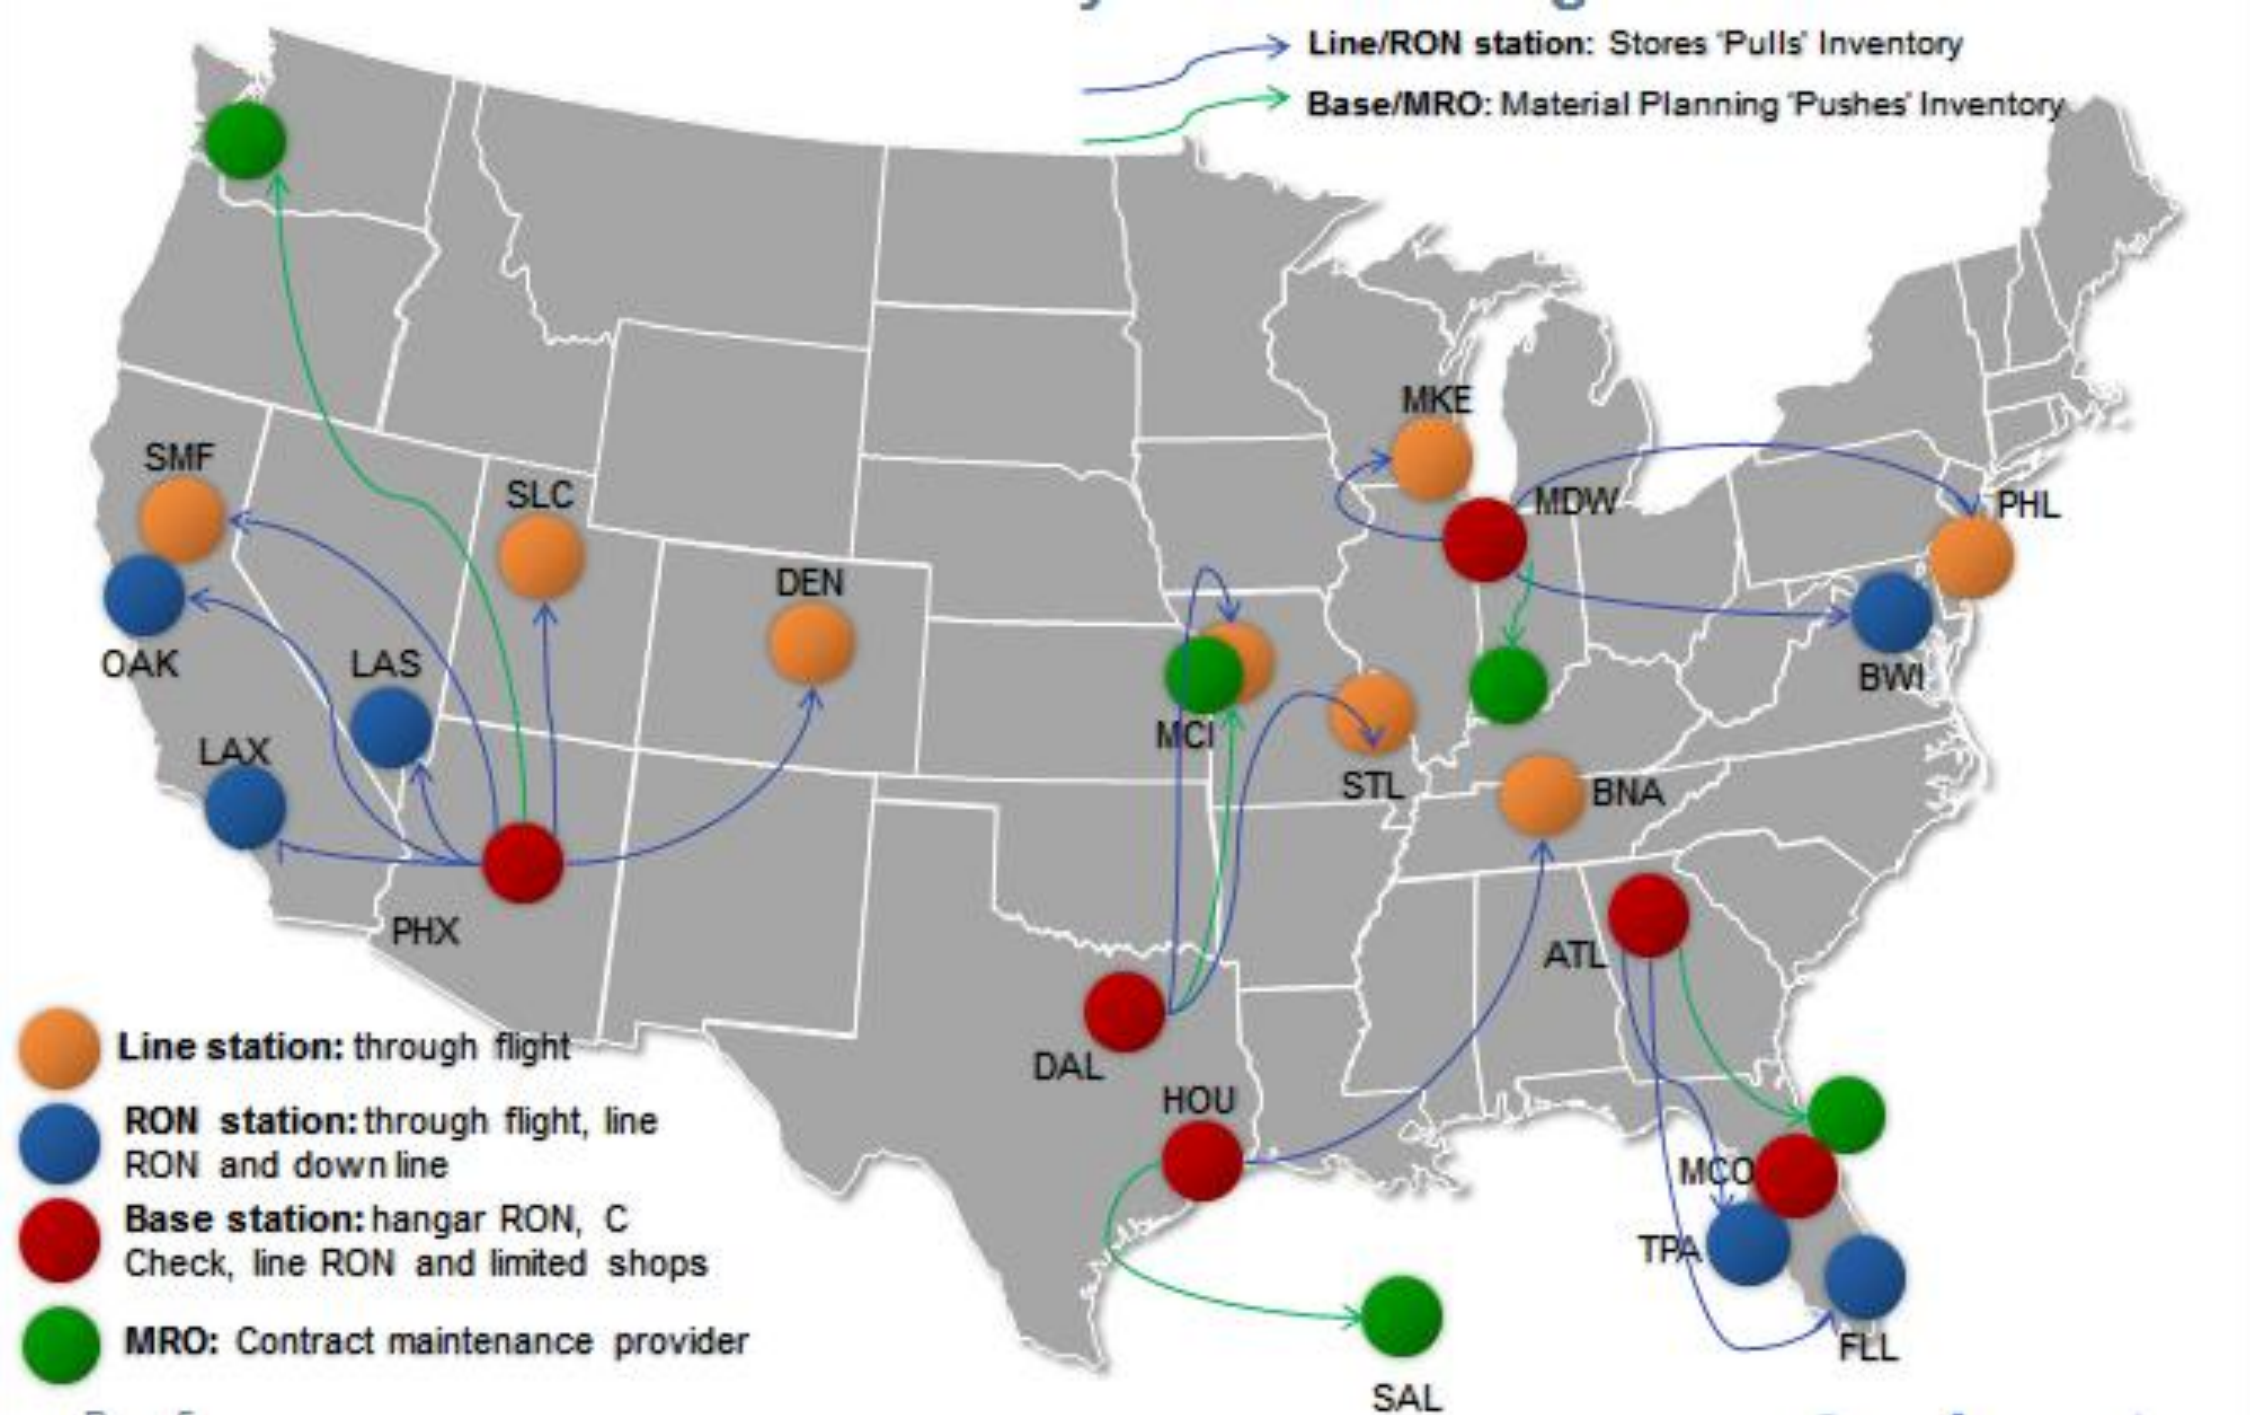 Line/RON station: Stores 'Pulls' Inventory
Base/MRO: Material Planning 'Pushes' Inventory
MKE
SMF
SLC
MDW
PHL
DEN
OAK
LAS
BWI
MCI
LAX
STL
BNA
PHX
ATL
DAL
HOU
MCO
TPA
FLL
SAL
Line station: through flight
RON station: through flight, line
RON and down line
Base station: hangar RON, C
Check, line RON and limited shops
MRO: Contract maintenance provider